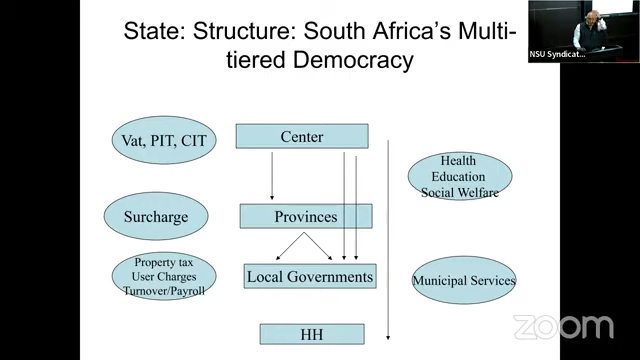 State: Structure: South Africa's Multi-
tiered Democracy
NSU Syndicat...
Vat, PIT, CIT
Center
Health
Education
Social Welfare
Surcharge
Provinces
Property tax
User Charges
Turnover/Payroll
Local Governments
Municipal Services
HH
zoom